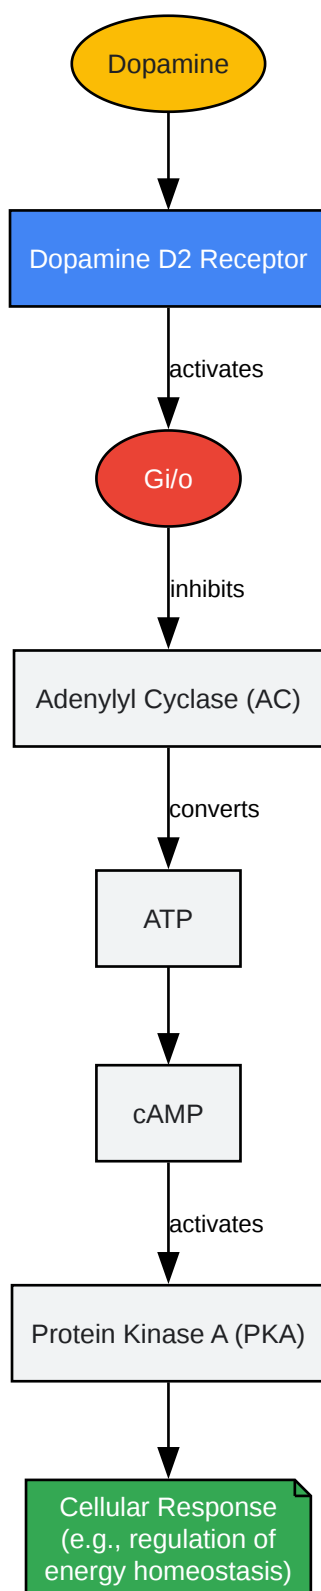 Dopamine
Dopamine D2 Receptor
activates
Gi/o
inhibits
Adenylyl Cyclase (AC)
converts
ATP
cAMP
activates
Protein Kinase A (PKA)
Cellular Response
(e.g., regulation of
energy homeostasis)